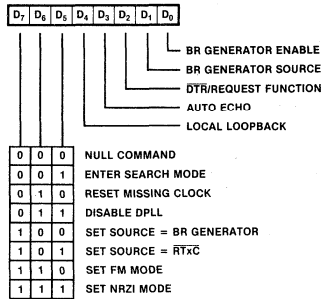 D7 D6 D5 D4 D3 D2 D1 D0
BR GENERATOR ENABLE
BR GENERATOR SOURCE
DTR/REQUEST FUNCTION
AUTO ECHO
LOCAL LOOPBACK
0 0 0 NULL COMMAND
0 0 1 ENTER SEARCH MODE
0 1 0 RESET MISSING CLOCK
0 1 1 DISABLE DPLL
1 0 0 SET SOURCE = BR GENERATOR
1 0 1 SET SOURCE = RTxC
1 1 0 SET FM MODE
1 1 1 SET NRZI MODE